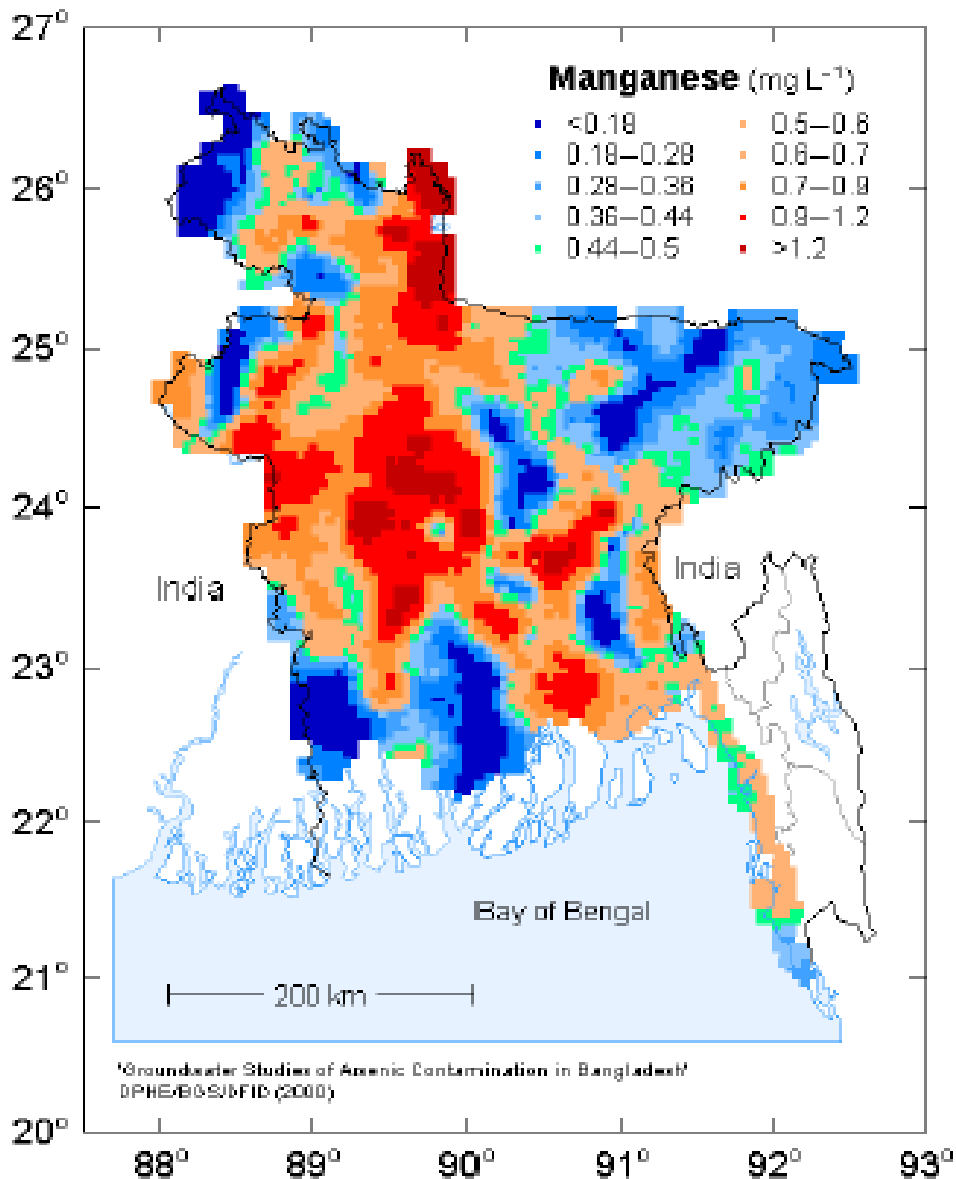 27°
Manganese (mg L⁻¹)
<0.18 0.5–0.6
0.18–0.28 0.6–0.7
0.28–0.36 0.7–0.9
0.36–0.44 0.9–1.2
0.44–0.5 >1.2
26°
25°
24°
India
India
23°
22°
Bay of Bengal
21°
200 km
'Groundwater Studies of Arsenic Contamination in Bangladesh'
DPHE/BGS/DFID (2000)
20°
88° 89° 90° 91° 92° 93°